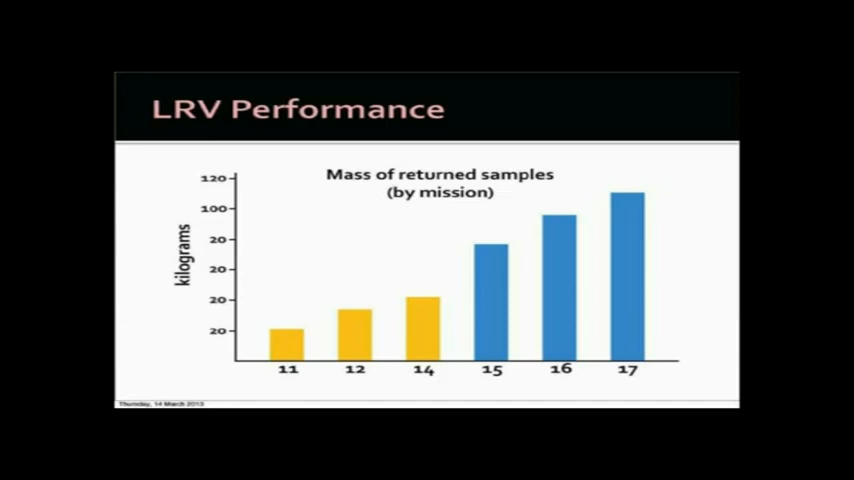 LRV Performance
Mass of returned samples
(by mission)
kilograms
120
100
20
20
20
20
11 12 14 15 16 17
Thursday, 14 March 2013